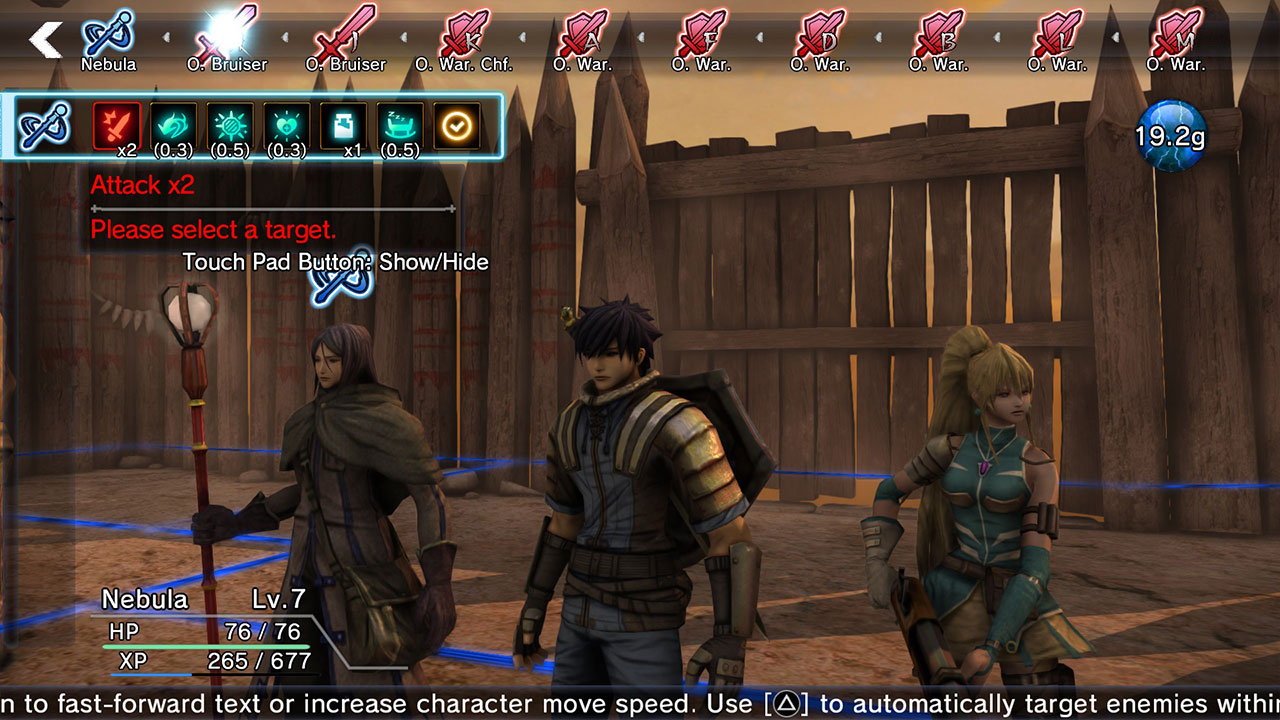 Nebula O. Bruiser O. Bruiser O. War. Chf. O. War. O. War. O. War. O. War. O. War. O. War.
J K A F D B L M
x2 (0.3) (0.5) (0.3) x1 (0.5)
19.2g
Attack x2
Please select a target.
Touch Pad Button: Show/Hide
Nebula Lv.7
HP 76 / 76
XP 265 / 677
n to fast-forward text or increase character move speed. Use [△] to automatically target enemies withi